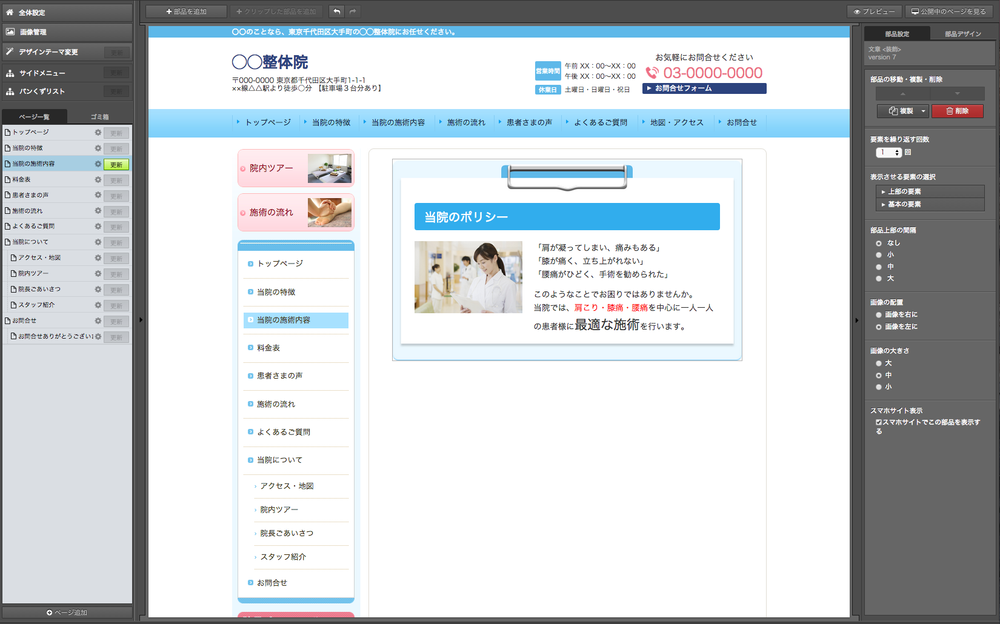 全体設定
画像管理
デザインテーマ変更
更新
サイドメニュー
更新
パンくずリスト
更新
ページ一覧
ゴミ箱
トップページ
更新
当院の特徴
更新
当院の施術内容
更新
料金表
更新
患者さまの声
更新
施術の流れ
更新
よくあるご質問
更新
当院について
更新
アクセス・地図
更新
院内ツアー
更新
院長ごあいさつ
更新
スタッフ紹介
更新
お問合せ
更新
お問合せありがとうござい
更新
ページ追加
部品を追加
クリップした部品を追加
プレビュー
公開中のページを見る
〇〇のことなら、東京千代田区大手町の〇〇整体院にお任せください。
〇〇整体院
〒000-0000 東京都千代田区大手町1-1-1
××線△△駅より徒歩〇分 【駐車場３台分あり】
営業時間
午前 XX：00～XX：00
午後 XX：00～XX：00
休業日
土曜日・日曜日・祝日
お気軽にお問合せください
03-0000-0000
お問合せフォーム
トップページ
当院の特徴
当院の施術内容
施術の流れ
患者さまの声
よくあるご質問
地図・アクセス
お問合せ
院内ツアー
施術の流れ
トップページ
当院の特徴
当院の施術内容
料金表
患者さまの声
施術の流れ
よくあるご質問
当院について
アクセス・地図
院内ツアー
院長ごあいさつ
スタッフ紹介
お問合せ
当院のポリシー
「肩が凝ってしまい、痛みもある」
「膝が痛く、立ち上がれない」
「腰痛がひどく、手術を勧められた」
このようなことでお困りではありませんか。
当院では、肩こり・膝痛・腰痛を中心に一人一人
の患者様に最適な施術を行います。
部品設定
部品デザイン
文章 <装飾>
version 7
部品の移動・複製・削除
複製
削除
要素を繰り返す回数
1
回
表示させる要素の選択
上部の要素
基本の要素
部品上部の間隔
なし
小
中
大
画像の配置
画像を右に
画像を左に
画像の大きさ
大
中
小
スマホサイト表示
スマホサイトでこの部品を表示す
る